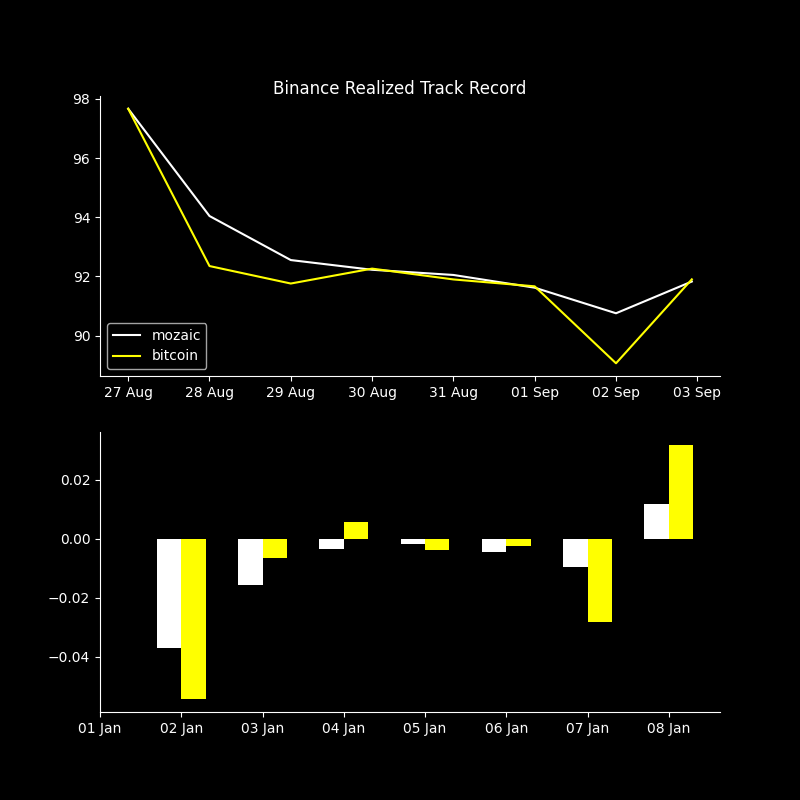 Binance Realized Track Record
98
96
94
92
90
mozaic
bitcoin
27 Aug 28 Aug 29 Aug 30 Aug 31 Aug 01 Sep 02 Sep 03 Sep
0.02
0.00
−0.02
−0.04
01 Jan 02 Jan 03 Jan 04 Jan 05 Jan 06 Jan 07 Jan 08 Jan